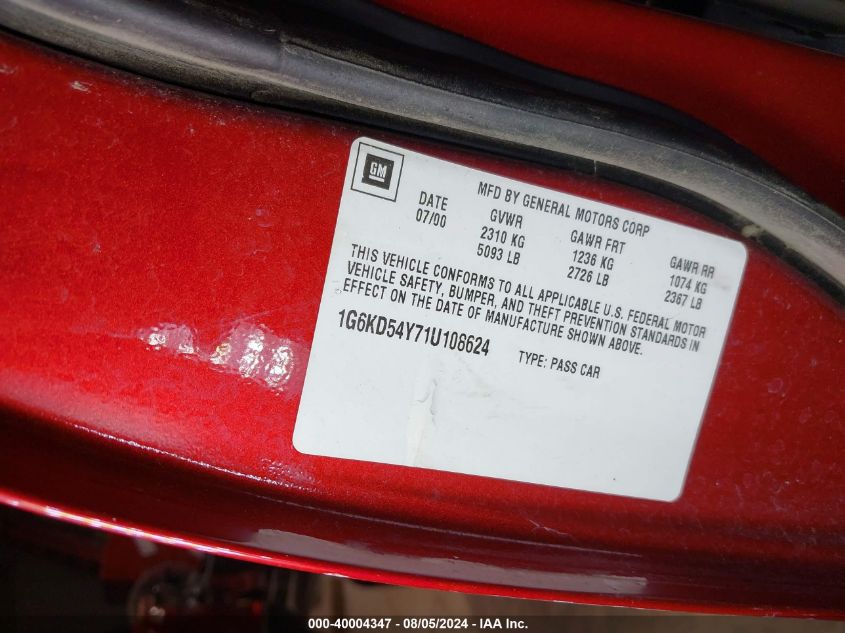 GM
MFD BY GENERAL MOTORS CORP
DATE GVWR GAWR FRT GAWR RR
07/00 2310 KG 1236 KG 1074 KG
5093 LB 2726 LB 2367 LB
THIS VEHICLE CONFORMS TO ALL APPLICABLE U.S. FEDERAL MOTOR
VEHICLE SAFETY, BUMPER, AND THEFT PREVENTION STANDARDS IN
EFFECT ON THE DATE OF MANUFACTURE SHOWN ABOVE.
1G6KD54Y71U108624 TYPE: PASS CAR
000-40004347 - 08/05/2024 - IAA Inc.